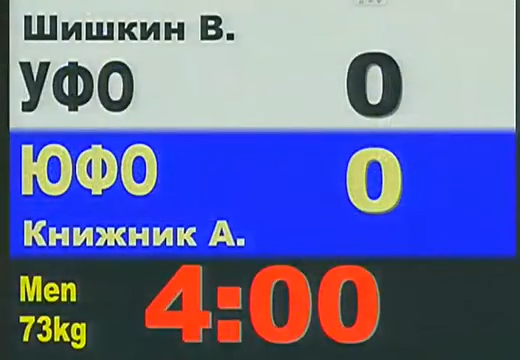 Шишкин В.
УФО 0
ЮФО 0
Книжник А.
Men
73kg 4:00